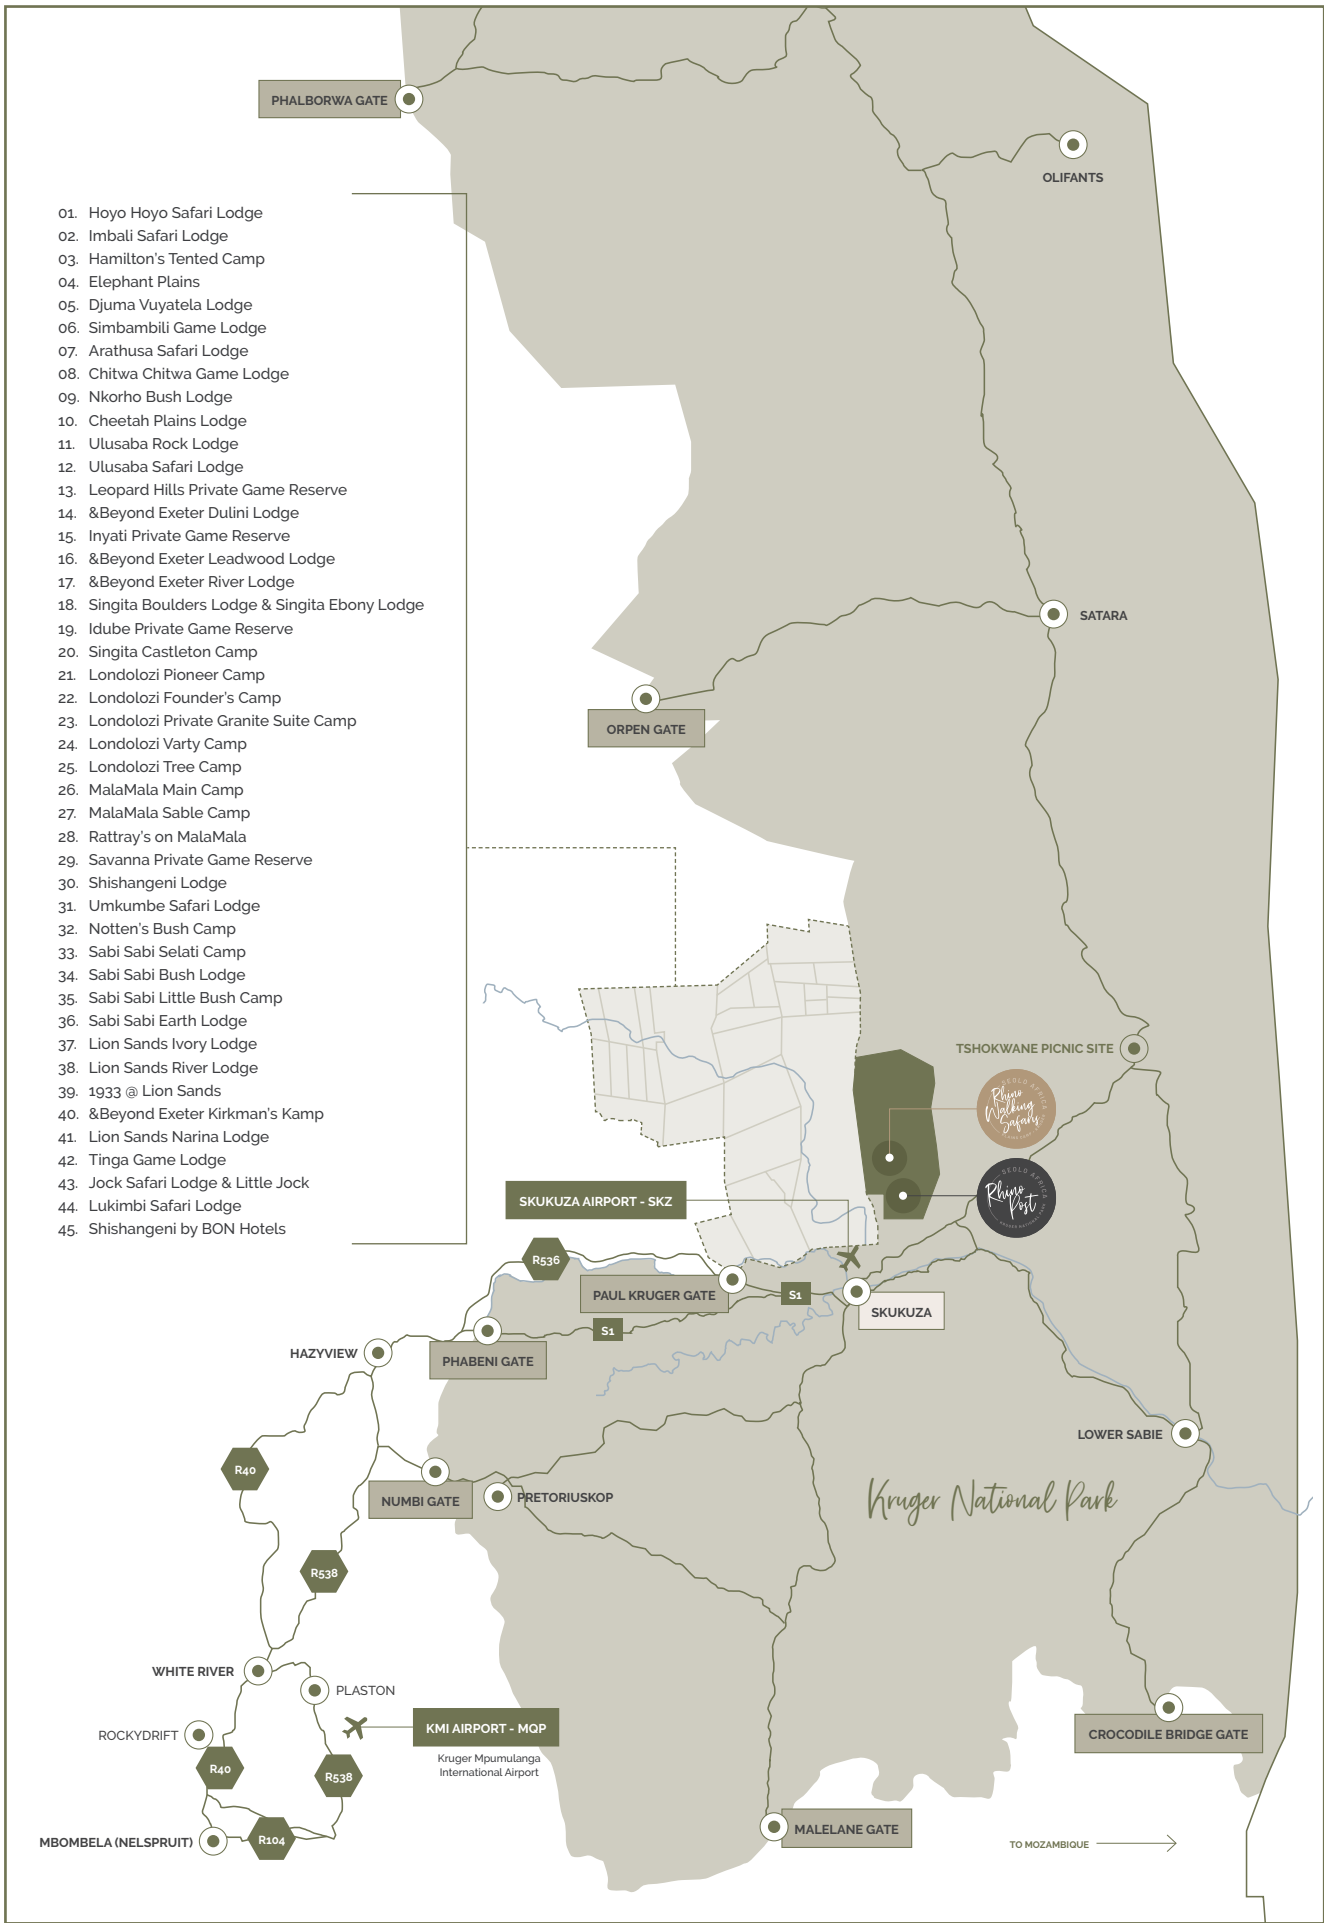 PHALBORWA GATE
OLIFANTS
01. Hoyo Hoyo Safari Lodge
02. Imbali Safari Lodge
03. Hamilton's Tented Camp
04. Elephant Plains
05. Djuma Vuyatela Lodge
06. Simbambili Game Lodge
07. Arathusa Safari Lodge
08. Chitwa Chitwa Game Lodge
09. Nkorho Bush Lodge
10. Cheetah Plains Lodge
11. Ulusaba Rock Lodge
12. Ulusaba Safari Lodge
13. Leopard Hills Private Game Reserve
14. &Beyond Exeter Dulini Lodge
15. Inyati Private Game Reserve
16. &Beyond Exeter Leadwood Lodge
17. &Beyond Exeter River Lodge
18. Singita Boulders Lodge & Singita Ebony Lodge
19. Idube Private Game Reserve
20. Singita Castleton Camp
21. Londolozi Pioneer Camp
22. Londolozi Founder's Camp
23. Londolozi Private Granite Suite Camp
24. Londolozi Varty Camp
25. Londolozi Tree Camp
26. MalaMala Main Camp
27. MalaMala Sable Camp
28. Rattray's on MalaMala
29. Savanna Private Game Reserve
30. Shishangeni Lodge
31. Umkumbe Safari Lodge
32. Notten's Bush Camp
33. Sabi Sabi Selati Camp
34. Sabi Sabi Bush Lodge
35. Sabi Sabi Little Bush Camp
36. Sabi Sabi Earth Lodge
37. Lion Sands Ivory Lodge
38. Lion Sands River Lodge
39. 1933 @ Lion Sands
40. &Beyond Exeter Kirkman's Kamp
41. Lion Sands Narina Lodge
42. Tinga Game Lodge
43. Jock Safari Lodge & Little Jock
44. Lukimbi Safari Lodge
45. Shishangeni by BON Hotels
SATARA
ORPEN GATE
TSHOKWANE PICNIC SITE
SEOLO AFRICA
Rhino
Walking
Safaris
SEOLO AFRICA
Rhino
Post
KRUGER NATIONAL PARK
SKUKUZA AIRPORT - SKZ
R536
PAUL KRUGER GATE
S1
SKUKUZA
S1
HAZYVIEW
PHABENI GATE
LOWER SABIE
R40
NUMBI GATE
PRETORIUSKOP
Kruger National Park
R538
WHITE RIVER
PLASTON
ROCKYDRIFT
KMI AIRPORT - MQP
Kruger Mpumulanga
International Airport
CROCODILE BRIDGE GATE
R40
R538
MBOMBELA (NELSPRUIT)
R104
MALELANE GATE
TO MOZAMBIQUE